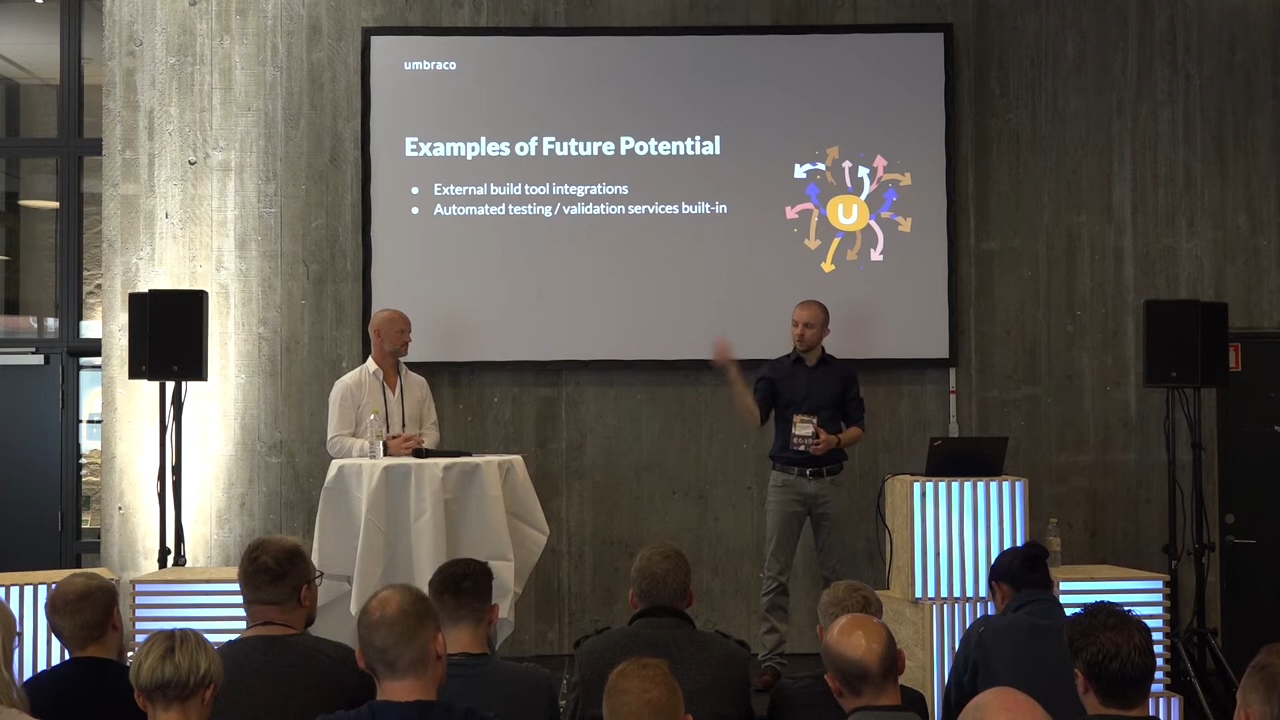 umbraco
Examples of Future Potential
External build tool integrations
Automated testing / validation services built-in
U